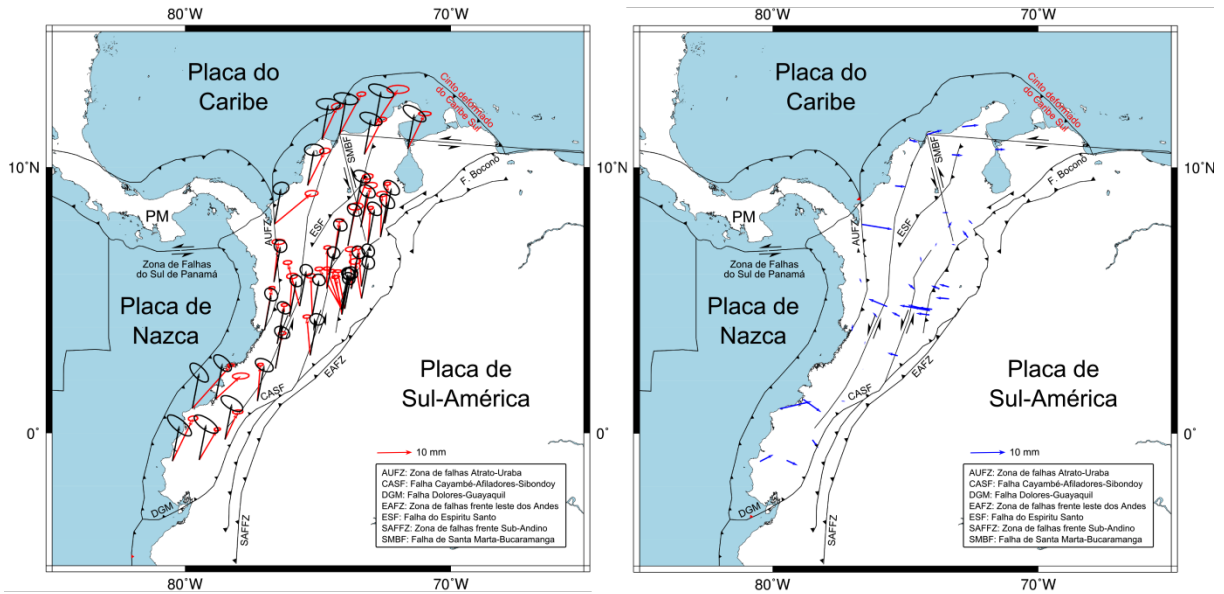 80°W
70°W
Placa do
Caribe
Cinto deformado
do Caribe Sul
10°N
SMBF
F. Boconó
ESF
AUFZ
PM
Zona de Falhas
do Sul de Panamá
Placa de
Nazca
Placa de
Sul-América
CASF
EAFZ
0°
10 mm
DGM
SAFFZ
AUFZ: Zona de falhas Atrato-Uraba
CASF: Falha Cayambé-Afiladores-Sibondoy
DGM: Falha Dolores-Guayaquil
EAFZ: Zona de falhas frente leste dos Andes
ESF: Falha do Espiritu Santo
SAFFZ: Zona de falhas frente Sub-Andino
SMBF: Falha de Santa Marta-Bucaramanga
80°W
70°W
80°W
70°W
Placa do
Caribe
Cinto deformado
do Caribe Sul
10°N
SMBF
F. Boconó
ESF
AUFZ
PM
Zona de Falhas
do Sul de Panamá
Placa de
Nazca
Placa de
Sul-América
CASF
EAFZ
0°
10 mm
DGM
SAFFZ
AUFZ: Zona de falhas Atrato-Uraba
CASF: Falha Cayambé-Afiladores-Sibondoy
DGM: Falha Dolores-Guayaquil
EAFZ: Zona de falhas frente leste dos Andes
ESF: Falha do Espiritu Santo
SAFFZ: Zona de falhas frente Sub-Andino
SMBF: Falha de Santa Marta-Bucaramanga
80°W
70°W